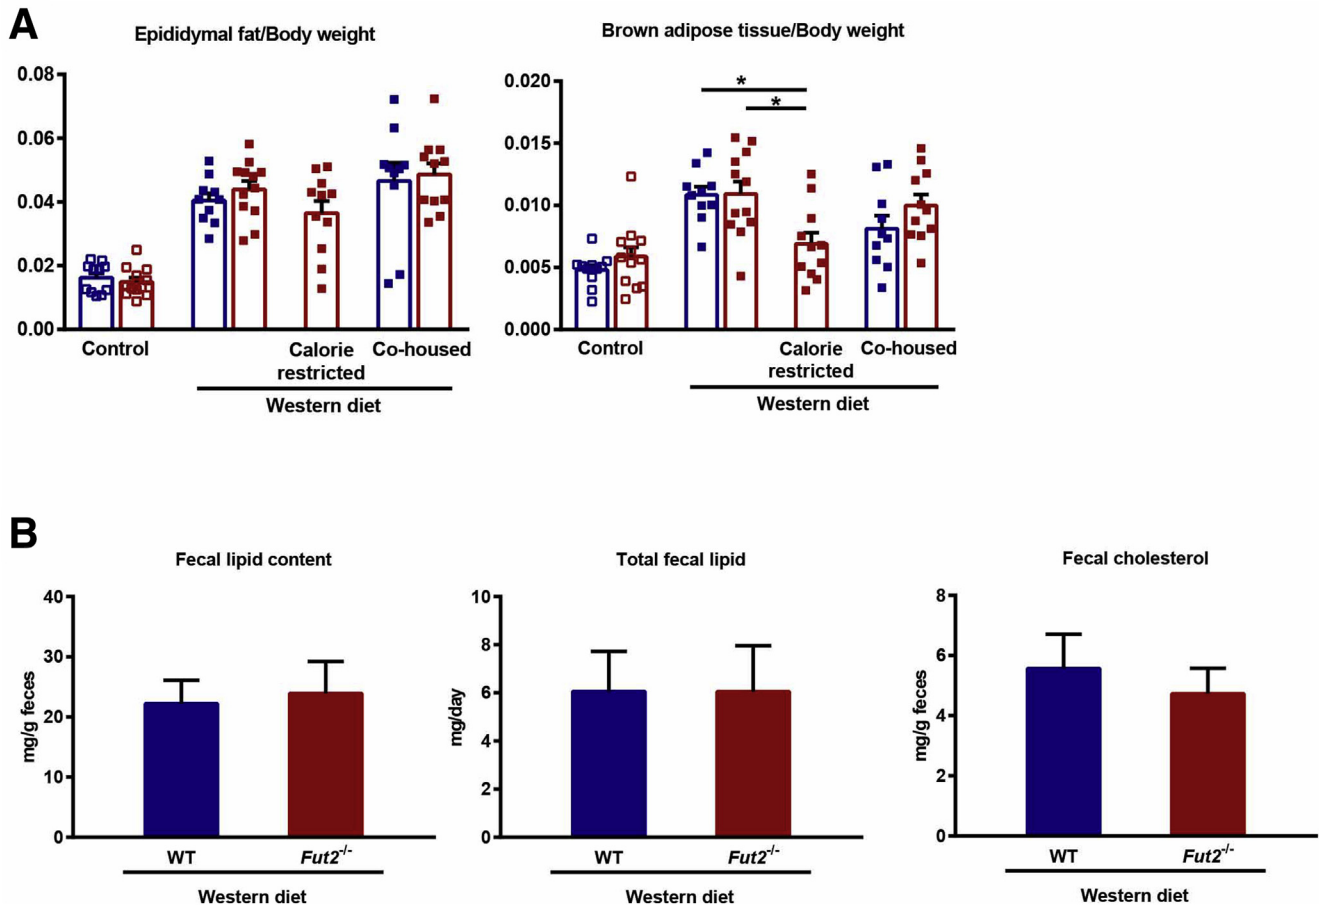 A
Epididymal fat/Body weight
0.08
0.06
0.04
0.02
0.00
Control
Calorie
restricted
Co-housed
Western diet
Brown adipose tissue/Body weight
0.020
0.015
0.010
0.005
0.000
*
*
Control
Calorie
restricted
Co-housed
Western diet
B
Fecal lipid content
mg/g feces
40
30
20
10
0
WT
Fut2-/-
Western diet
Total fecal lipid
mg/day
10
8
6
4
2
0
WT
Fut2-/-
Western diet
Fecal cholesterol
mg/g feces
8
6
4
2
0
WT
Fut2-/-
Western diet